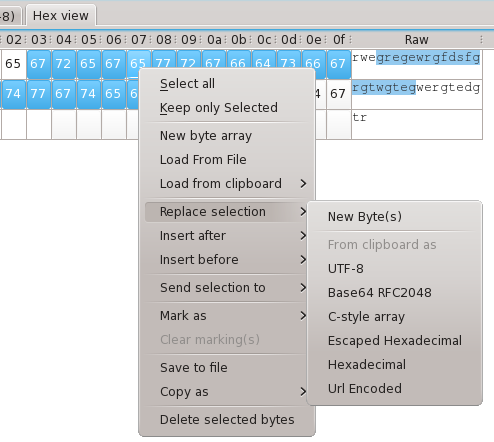 -8) Hex view
02 03 04 05 06 07 08 09 0a 0b 0c 0d 0e 0f Raw
65 67 72 65 67 65 77 72 67 66 64 73 66 67 rwegregewrgfdsfg
74 77 67 74 65 6 4 67 rgtwgtegwergtedg
tr
Select all
Keep only Selected
New byte array
Load From File
Load from clipboard
Replace selection
Insert after
Insert before
Send selection to
Mark as
Clear marking(s)
Save to file
Copy as
Delete selected bytes
New Byte(s)
From clipboard as
UTF-8
Base64 RFC2048
C-style array
Escaped Hexadecimal
Hexadecimal
Url Encoded